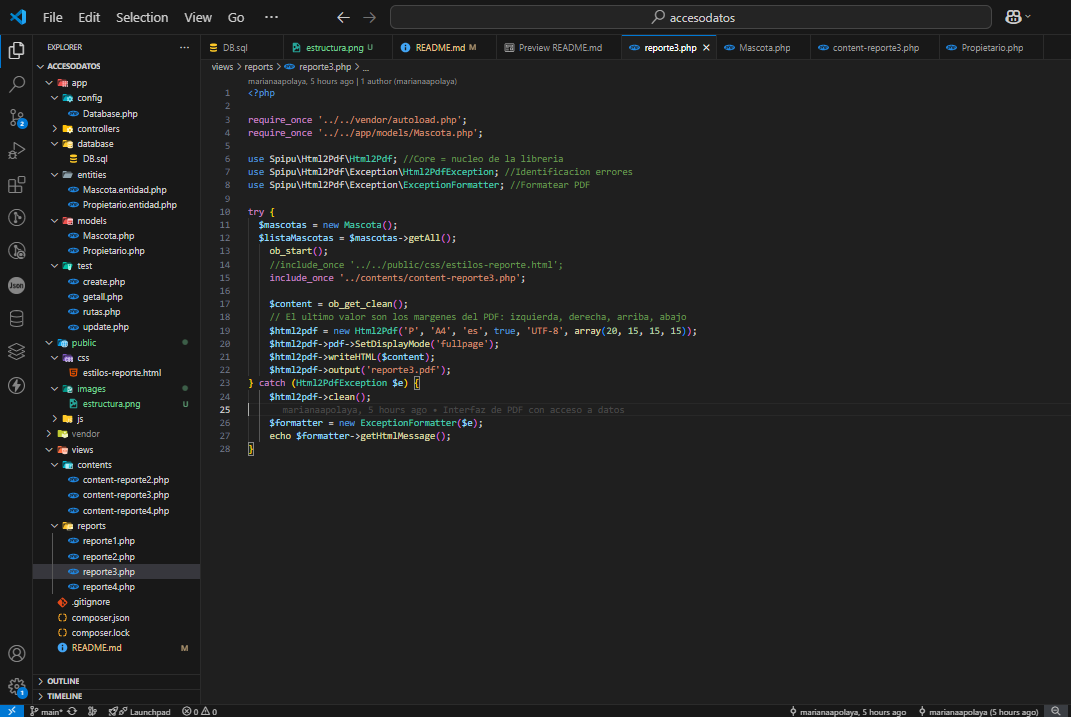 File Edit Selection View Go ··· accesodatos
EXPLORER ···
ACCESODATOS
app
config
Database.php
controllers
database
DB.sql
entities
Mascota.entidad.php
Propietario.entidad.php
models
Mascota.php
Propietario.php
test
create.php
getall.php
rutas.php
update.php
public
css
estilos-reporte.html
images
estructura.png U
js
vendor
views
contents
content-reporte2.php
content-reporte3.php
content-reporte4.php
reports
reporte1.php
reporte2.php
reporte3.php
reporte4.php
.gitignore
composer.json
composer.lock
README.md M
OUTLINE
TIMELINE
DB.sql estructura.png U README.md M Preview README.md reporte3.php Mascota.php content-reporte3.php Propietario.php
views > reports > reporte3.php > ...
marianaapolaya, 5 hours ago | 1 author (marianaapolaya)
1 <?php
2
3 require_once '../../vendor/autoload.php';
4 require_once '../../app/models/Mascota.php';
5
6 use Spipu\Html2Pdf\Html2Pdf; //Core = nucleo de la libreria
7 use Spipu\Html2Pdf\Exception\Html2PdfException; //Identificacion errores
8 use Spipu\Html2Pdf\Exception\ExceptionFormatter; //Formatear PDF
9
10 try {
11 $mascotas = new Mascota();
12 $listaMascotas = $mascotas->getAll();
13 ob_start();
14 //include_once '../../public/css/estilos-reporte.html';
15 include_once '../contents/content-reporte3.php';
16
17 $content = ob_get_clean();
18 // El ultimo valor son los margenes del PDF: izquierda, derecha, arriba, abajo
19 $html2pdf = new Html2Pdf('P', 'A4', 'es', true, 'UTF-8', array(20, 15, 15, 15));
20 $html2pdf->pdf->SetDisplayMode('fullpage');
21 $html2pdf->writeHTML($content);
22 $html2pdf->output('reporte3.pdf');
23 } catch (Html2PdfException $e) {
24 $html2pdf->clean();
25 marianaapolaya, 5 hours ago • Interfaz de PDF con acceso a datos
26 $formatter = new ExceptionFormatter($e);
27 echo $formatter->getHtmlMessage();
28 }
2
Json
1
main* Launchpad 0 0 marianaapolaya, 5 hours ago marianaapolaya (5 hours ago)